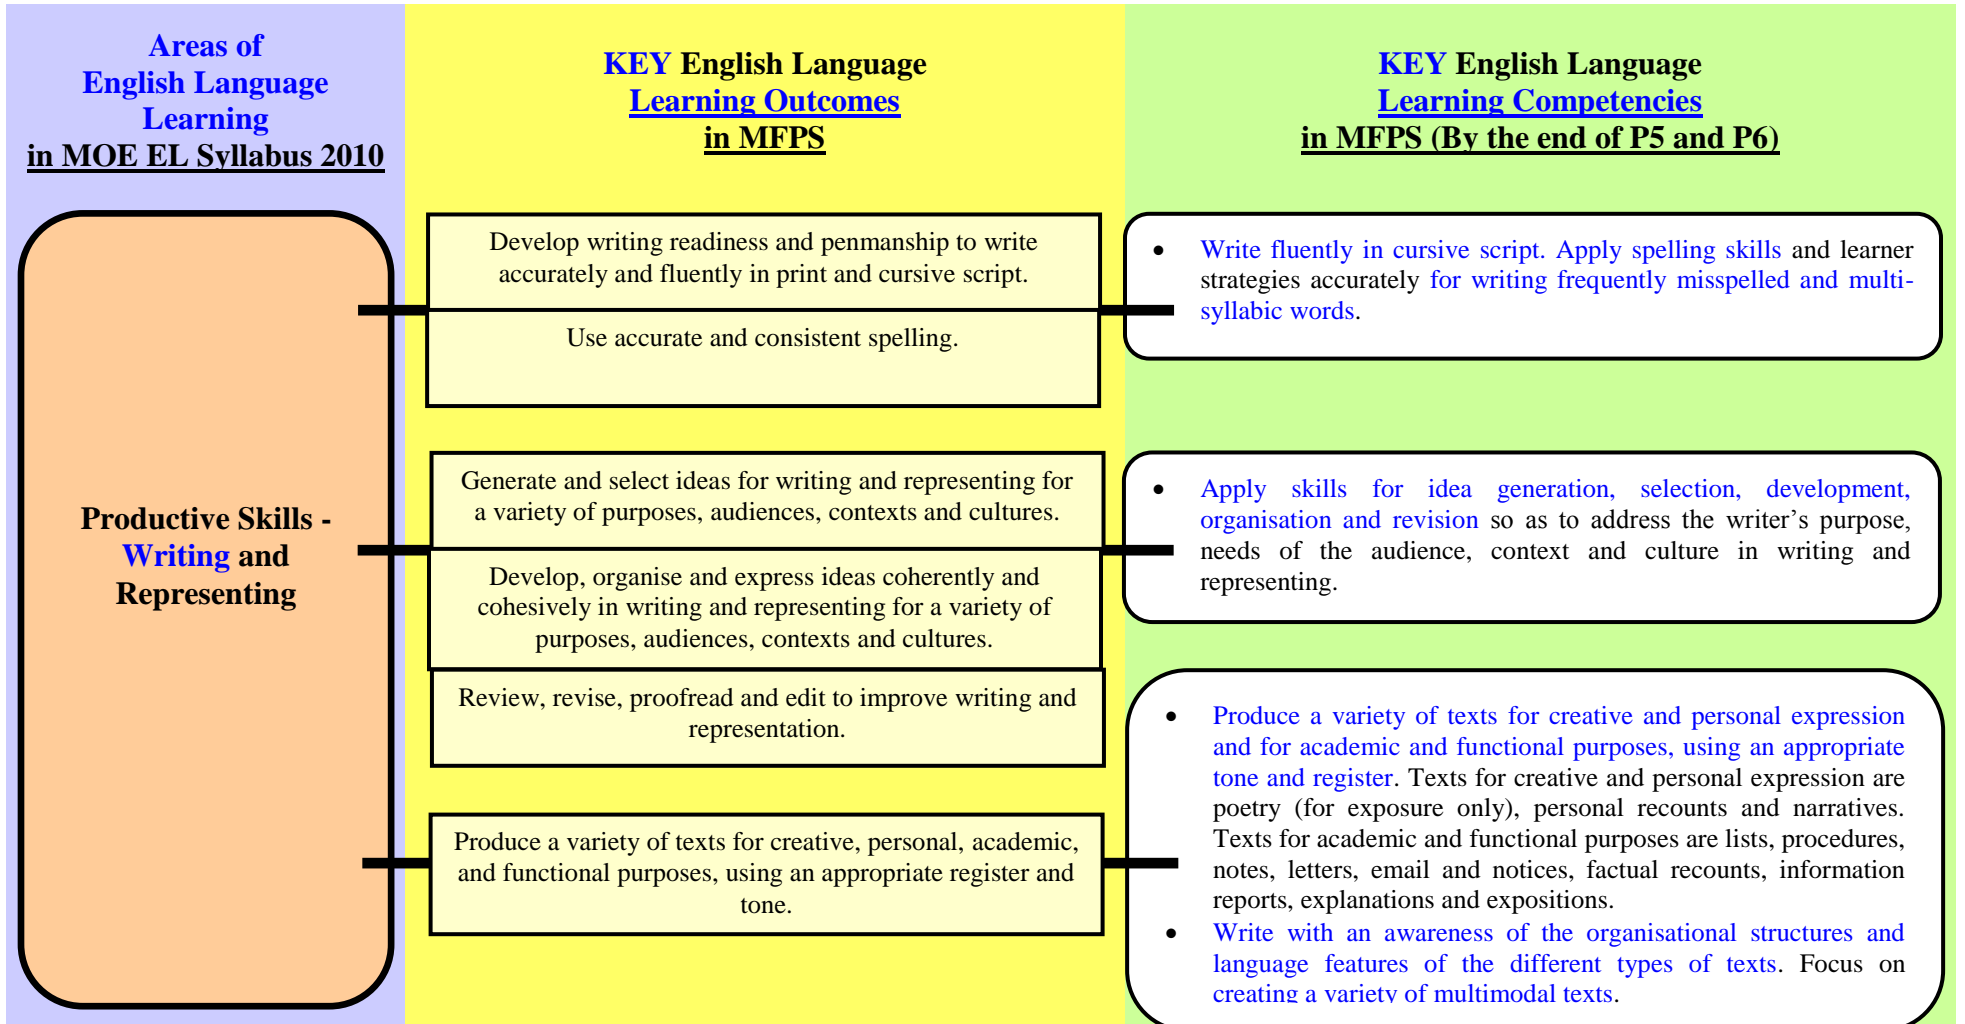 Areas of
English Language
Learning
in MOE EL Syllabus 2010
KEY English Language
Learning Outcomes
in MFPS
KEY English Language
Learning Competencies
in MFPS (By the end of P5 and P6)
Productive Skills -
Writing and
Representing
Develop writing readiness and penmanship to write
accurately and fluently in print and cursive script.
Use accurate and consistent spelling.
• Write fluently in cursive script. Apply spelling skills and learner
strategies accurately for writing frequently misspelled and multi-
syllabic words.
Generate and select ideas for writing and representing for
a variety of purposes, audiences, contexts and cultures.
Develop, organise and express ideas coherently and
cohesively in writing and representing for a variety of
purposes, audiences, contexts and cultures.
Review, revise, proofread and edit to improve writing and
representation.
• Apply skills for idea generation, selection, development,
organisation and revision so as to address the writer's purpose,
needs of the audience, context and culture in writing and
representing.
Produce a variety of texts for creative, personal, academic,
and functional purposes, using an appropriate register and
tone.
• Produce a variety of texts for creative and personal expression
and for academic and functional purposes, using an appropriate
tone and register. Texts for creative and personal expression are
poetry (for exposure only), personal recounts and narratives.
Texts for academic and functional purposes are lists, procedures,
notes, letters, email and notices, factual recounts, information
reports, explanations and expositions.
• Write with an awareness of the organisational structures and
language features of the different types of texts. Focus on
creating a variety of multimodal texts.